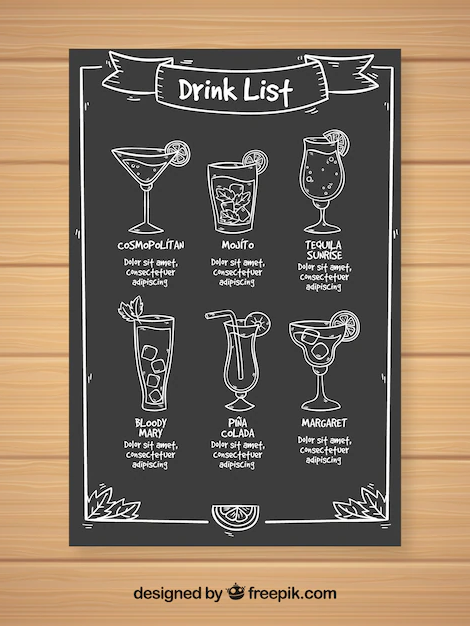 Drink List
COSMOPOLITAN
Dolor sit amet,
consectetuer
adipiscing
MOJITO
Dolor sit amet,
consectetuer
adipiscing
TEQUILA
SUNRISE
Dolor sit amet,
consectetuer
adipiscing
BLOODY
MARY
Dolor sit amet,
consectetuer
adipiscing
PIÑA
COLADA
Dolor sit amet,
consectetuer
adipiscing
MARGARET
Dolor sit amet,
consectetuer
adipiscing
designed by freepik.com